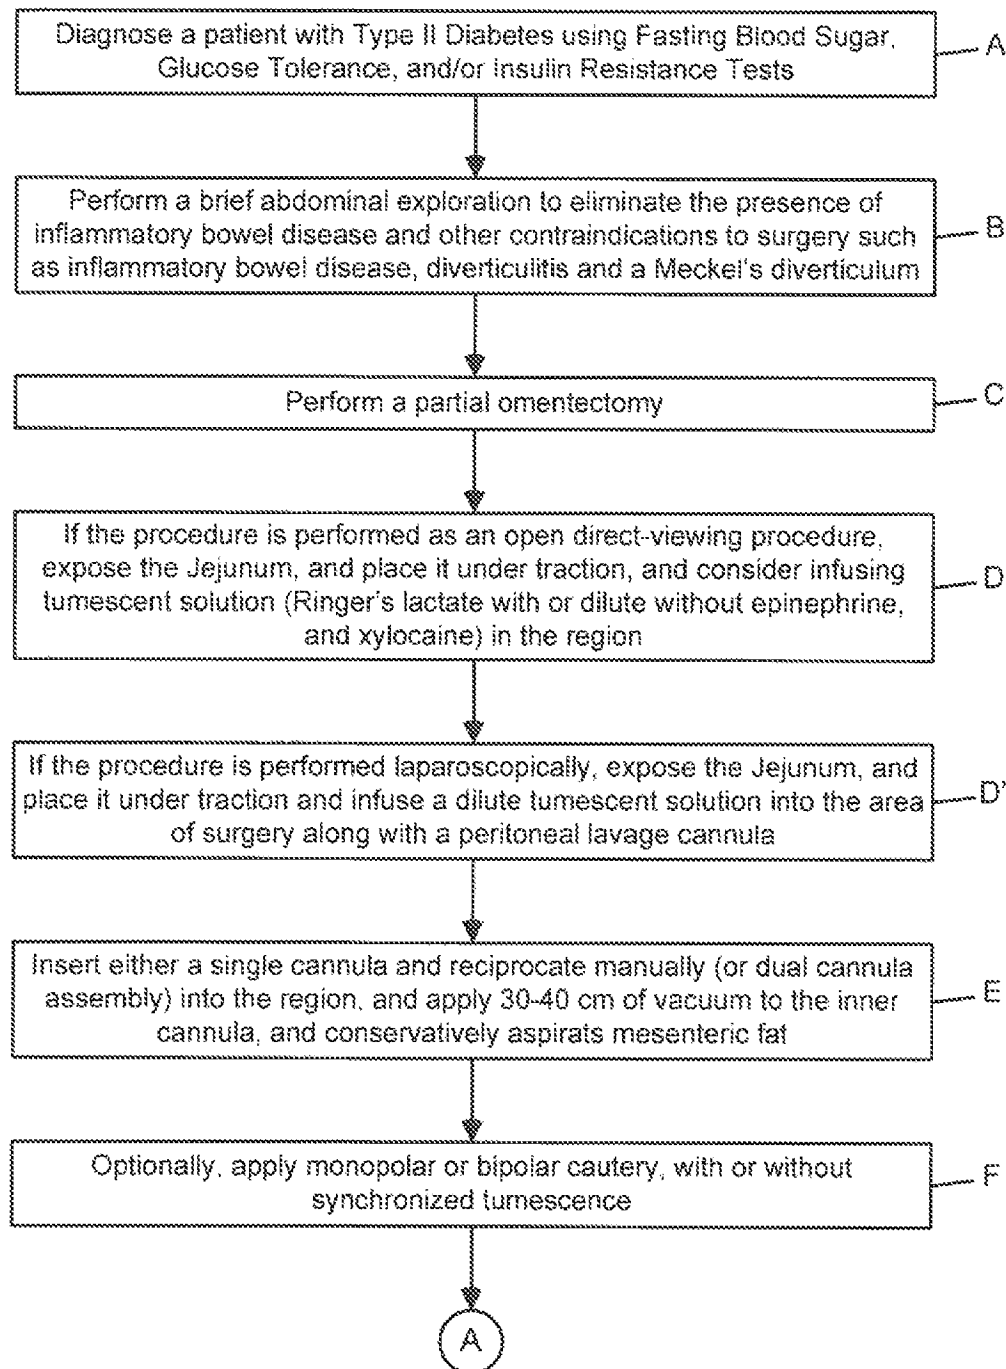 Diagnose a patient with Type II Diabetes using Fasting Blood Sugar,
Glucose Tolerance, and/or Insulin Resistance Tests
A
Perform a brief abdominal exploration to eliminate the presence of
inflammatory bowel disease and other contraindications to surgery such
as inflammatory bowel disease, diverticulitis and a Meckel's diverticulum
B
Perform a partial omentectomy
C
If the procedure is performed as an open direct-viewing procedure,
expose the Jejunum, and place it under traction, and consider infusing
tumescent solution (Ringer's lactate with or dilute without epinephrine,
and xylocaine) in the region
D
If the procedure is performed laparoscopically, expose the Jejunum, and
place it under traction and infuse a dilute tumescent solution into the area
of surgery along with a peritoneal lavage cannula
D'
Insert either a single cannula and reciprocate manually (or dual cannula
assembly) into the region, and apply 30-40 cm of vacuum to the inner
cannula, and conservatively aspirats mesenteric fat
E
Optionally, apply monopolar or bipolar cautery, with or without
synchronized tumescence
F
A